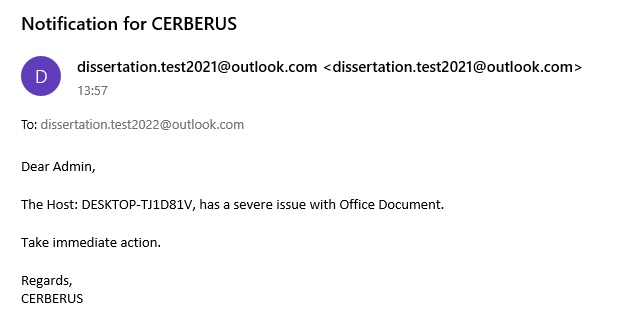 Notification for CERBERUS
D
dissertation.test2021@outlook.com <dissertation.test2021@outlook.com>
13:57
To: dissertation.test2022@outlook.com
Dear Admin,
The Host: DESKTOP-TJ1D81V, has a severe issue with Office Document.
Take immediate action.
Regards,
CERBERUS